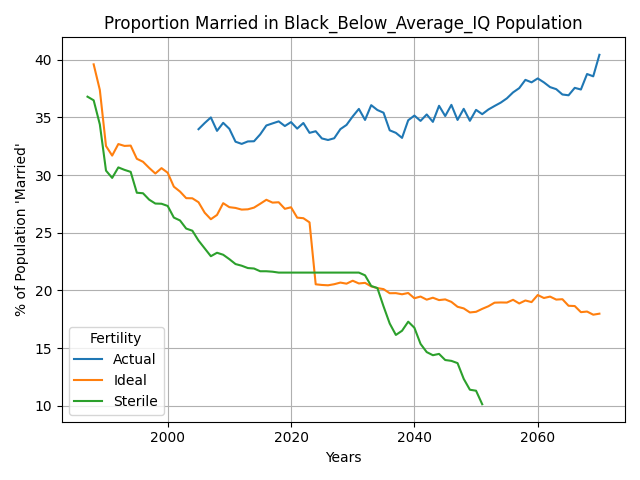 Proportion Married in Black_Below_Average_IQ Population
% of Population 'Married'
40
35
30
25
20
15
10
Fertility
Actual
Ideal
Sterile
2000
2020
2040
2060
Years